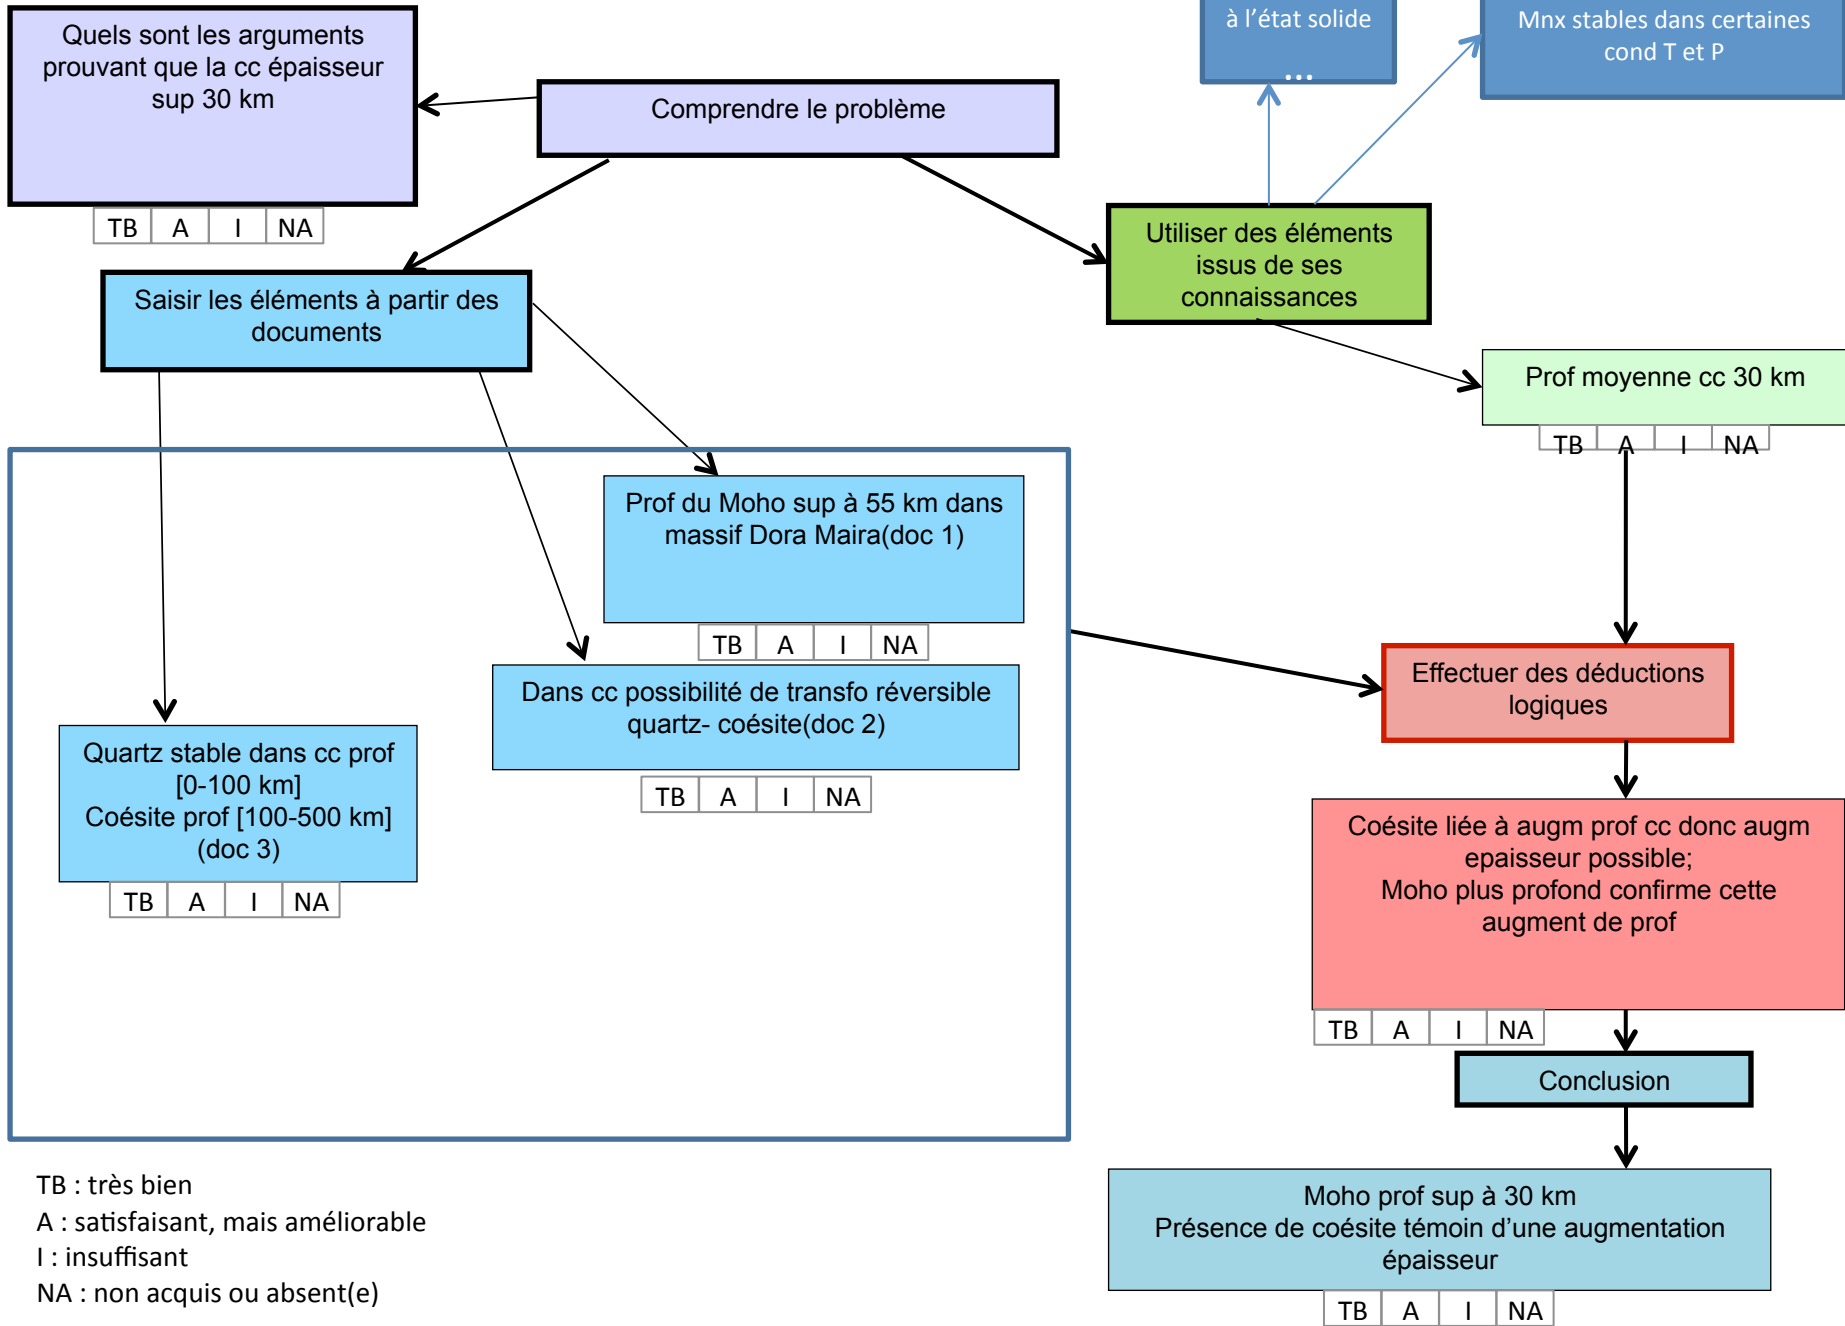 Quels sont les arguments
prouvant que la cc épaisseur
sup 30 km
TB A I NA
Comprendre le problème
à l'état solide
...
Mnx stables dans certaines
cond T et P
Utiliser des éléments
issus de ses
connaissances
Saisir les éléments à partir des
documents
Prof moyenne cc 30 km
TB A I NA
Prof du Moho sup à 55 km dans
massif Dora Maira(doc 1)
TB A I NA
Dans cc possibilité de transfo réversible
quartz- coésite(doc 2)
TB A I NA
Quartz stable dans cc prof
[0-100 km]
Coésite prof [100-500 km]
(doc 3)
TB A I NA
Effectuer des déductions
logiques
Coésite liée à augm prof cc donc augm
epaisseur possible;
Moho plus profond confirme cette
augment de prof
TB A I NA
Conclusion
Moho prof sup à 30 km
Présence de coésite témoin d'une augmentation
épaisseur
TB A I NA
TB : très bien
A : satisfaisant, mais améliorable
I : insuffisant
NA : non acquis ou absent(e)